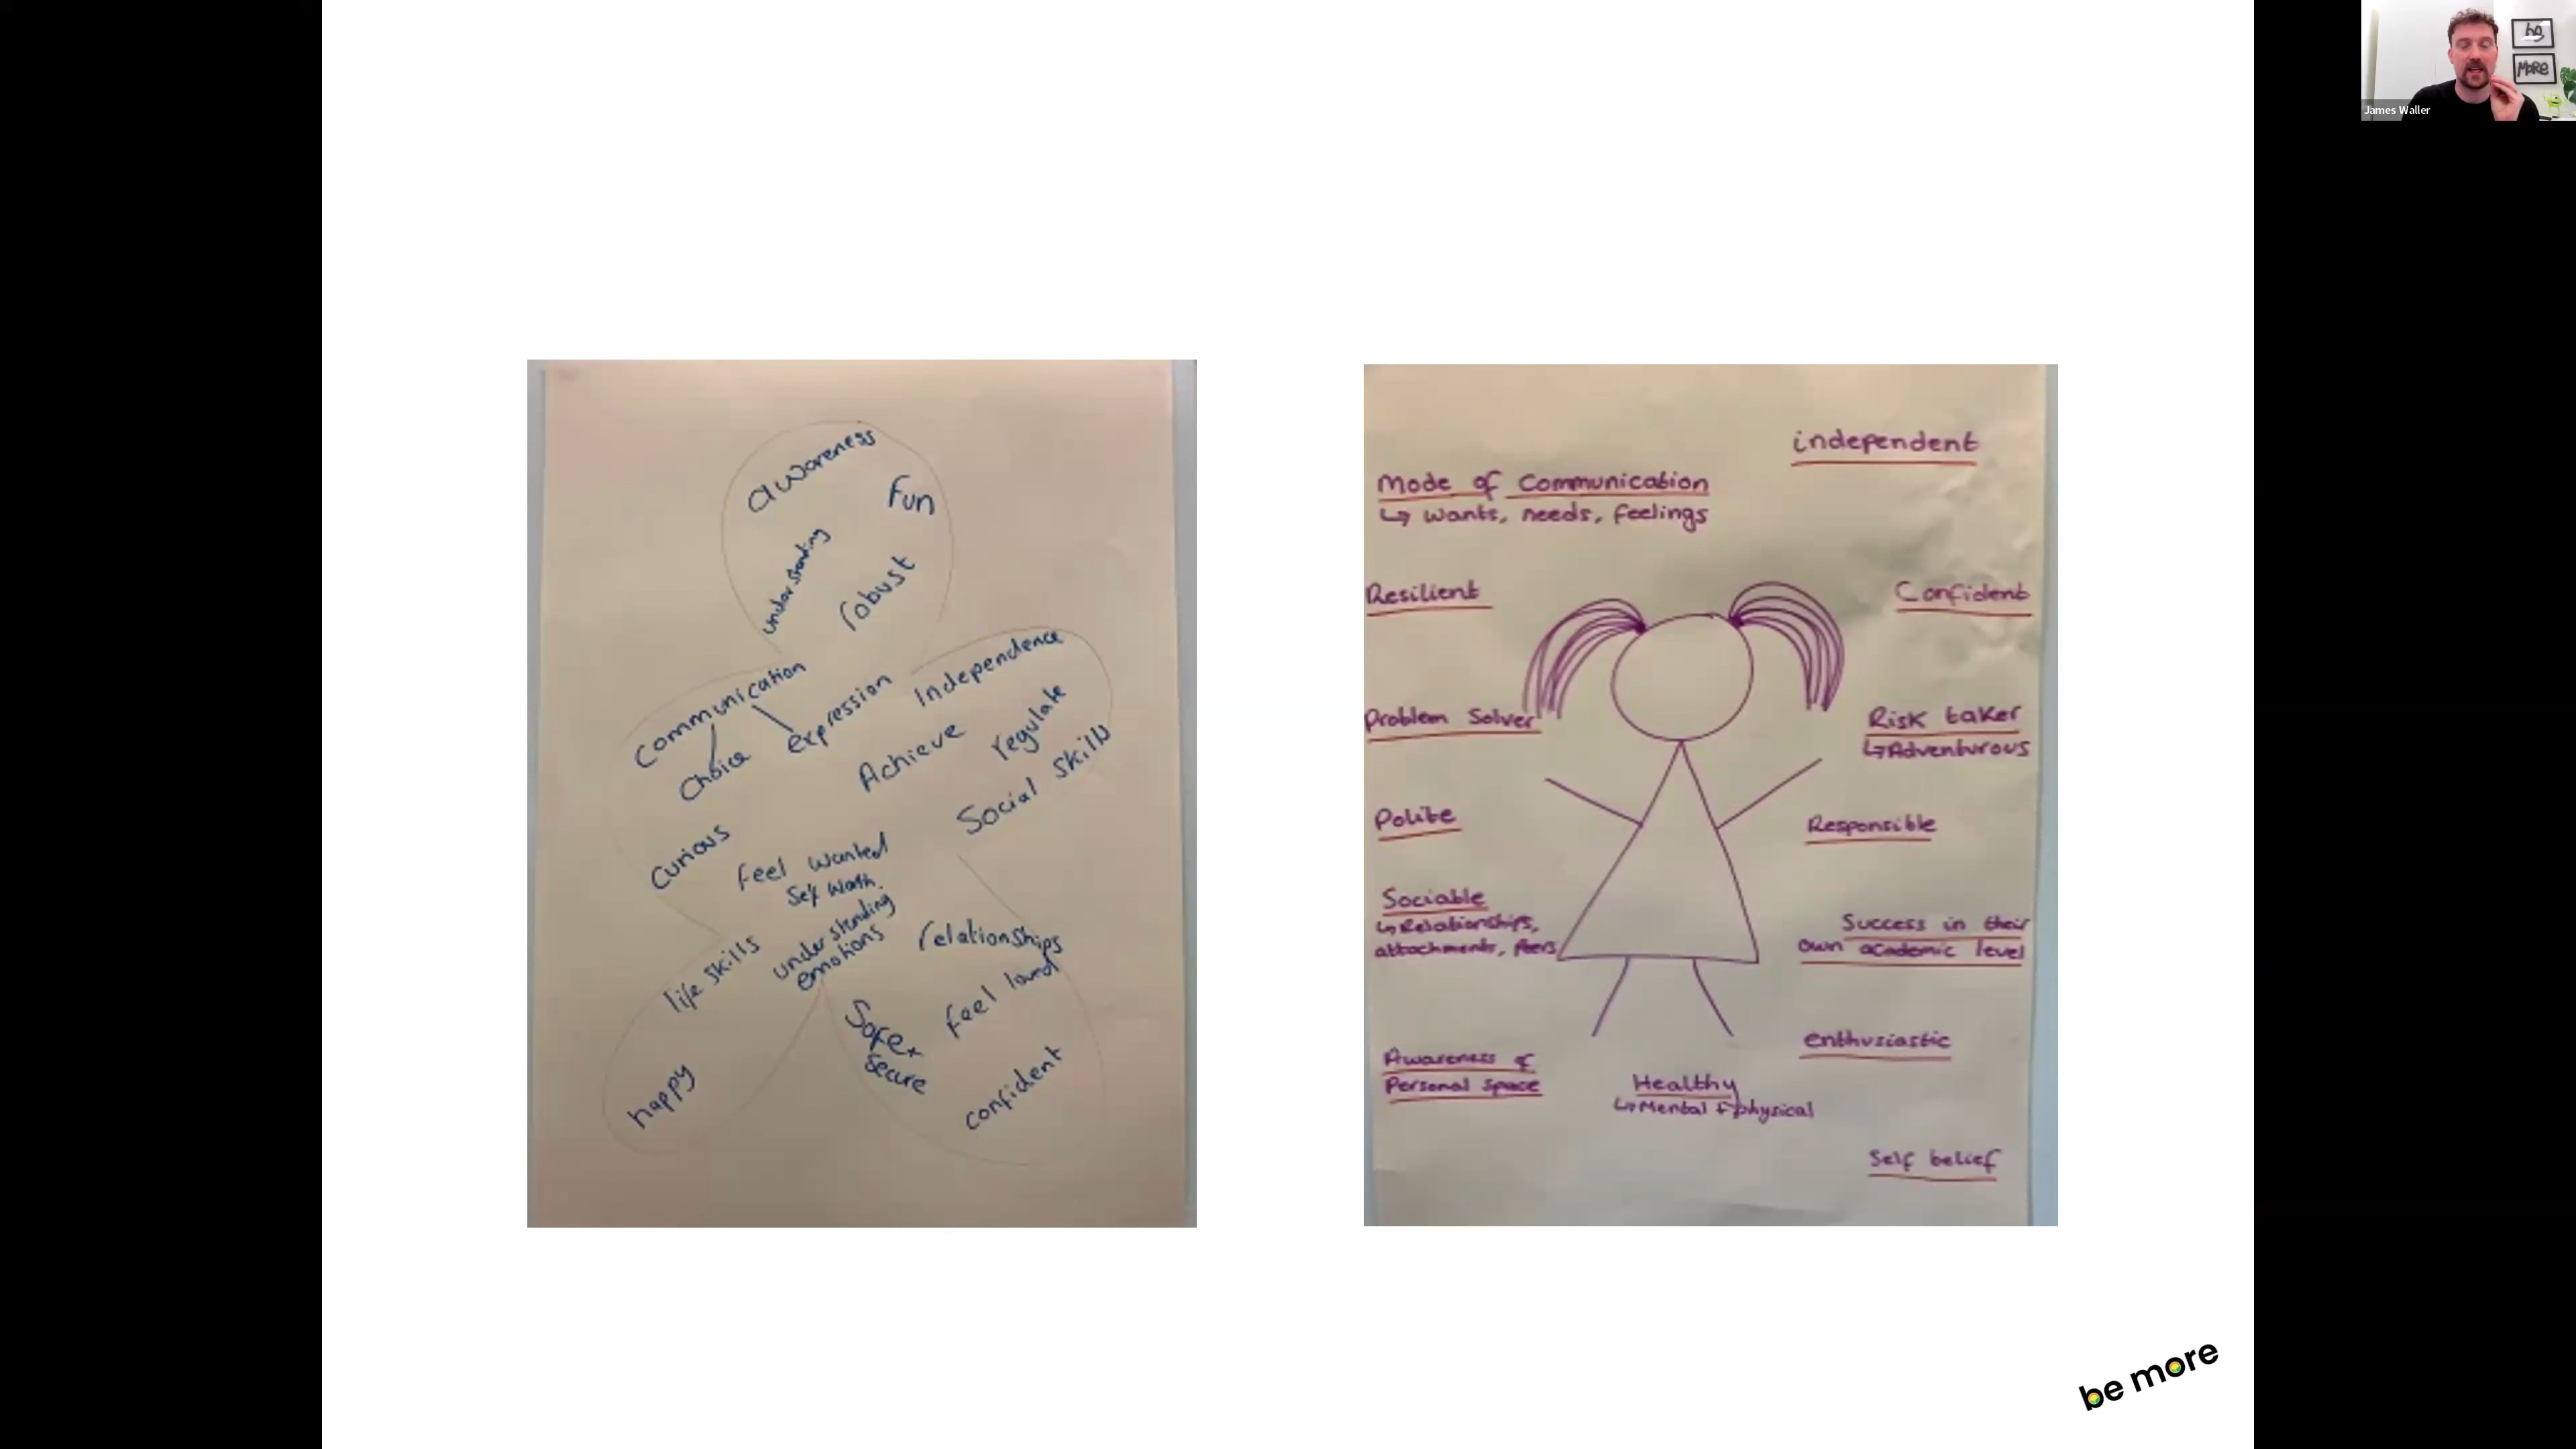 be
MORE
James Waller
awareness
Fun
understanding
robust
Communication
Choice
expression
Independence
Achieve
regulate
Social skills
Curious
feel wanted
Self worth.
understanding
emotions
relationships
life skills
feel loved
Safe +
Secure
happy
confident
independent
Mode of Communication
↳ wants, needs, feelings
Resilient
Confident
Problem Solver
Risk taker
↳ Adventurous
Polite
Responsible
Sociable
↳ Relationships,
attachments, peers
Success in their
own academic level
enthusiastic
Awareness of
Personal space
Healthy
↳ Mental + physical
Self belief
be more